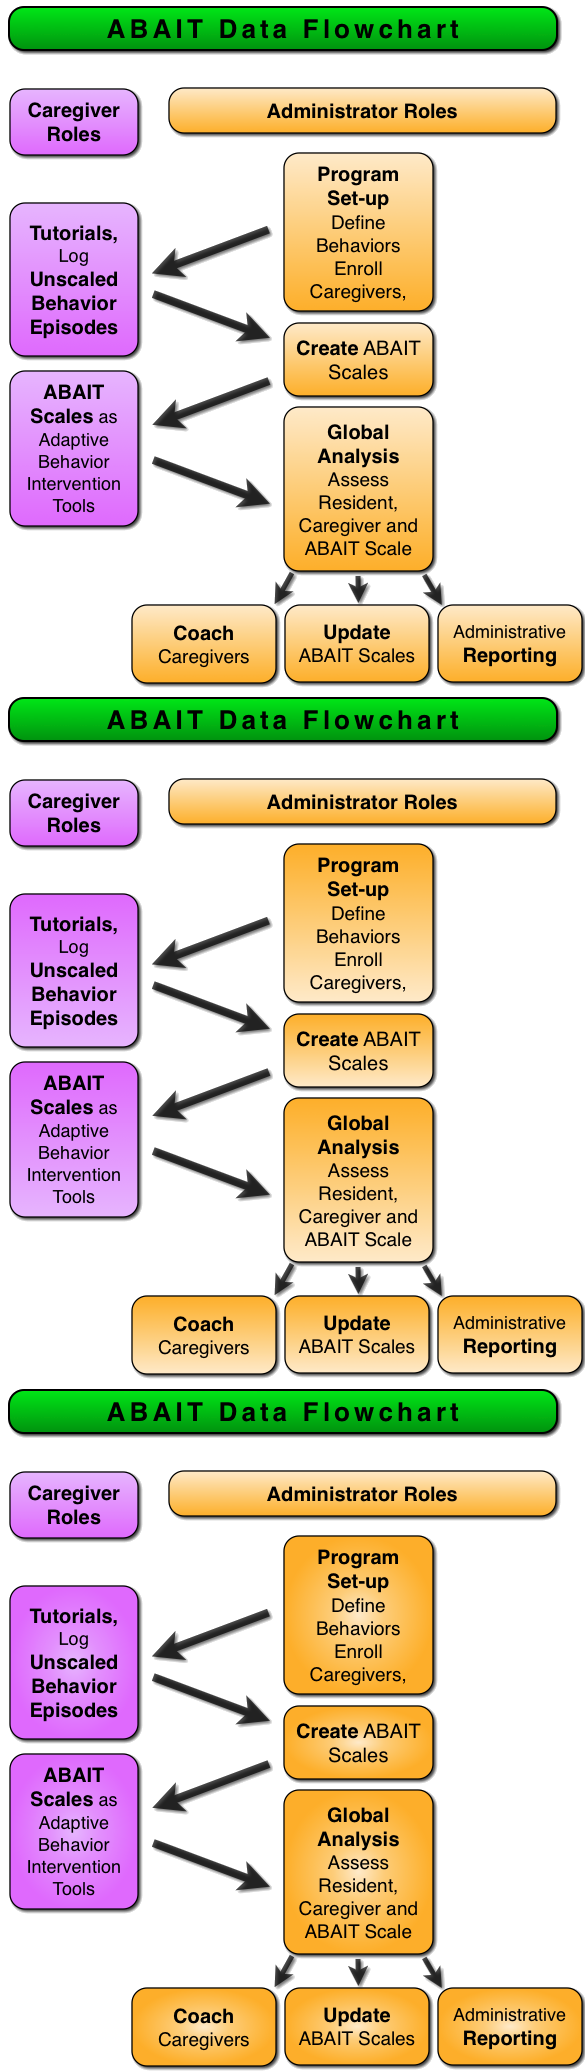 ABAIT Data Flowchart
Caregiver
Roles
Administrator Roles
Program
Set-up
Define
Behaviors
Enroll
Caregivers,
Tutorials,
Log
Unscaled
Behavior
Episodes
Create ABAIT
Scales
ABAIT
Scales as
Adaptive
Behavior
Intervention
Tools
Global
Analysis
Assess
Resident,
Caregiver and
ABAIT Scale
Coach
Caregivers
Update
ABAIT Scales
Administrative
Reporting
ABAIT Data Flowchart
Caregiver
Roles
Administrator Roles
Program
Set-up
Define
Behaviors
Enroll
Caregivers,
Tutorials,
Log
Unscaled
Behavior
Episodes
Create ABAIT
Scales
ABAIT
Scales as
Adaptive
Behavior
Intervention
Tools
Global
Analysis
Assess
Resident,
Caregiver and
ABAIT Scale
Coach
Caregivers
Update
ABAIT Scales
Administrative
Reporting
ABAIT Data Flowchart
Caregiver
Roles
Administrator Roles
Program
Set-up
Define
Behaviors
Enroll
Caregivers,
Tutorials,
Log
Unscaled
Behavior
Episodes
Create ABAIT
Scales
ABAIT
Scales as
Adaptive
Behavior
Intervention
Tools
Global
Analysis
Assess
Resident,
Caregiver and
ABAIT Scale
Coach
Caregivers
Update
ABAIT Scales
Administrative
Reporting